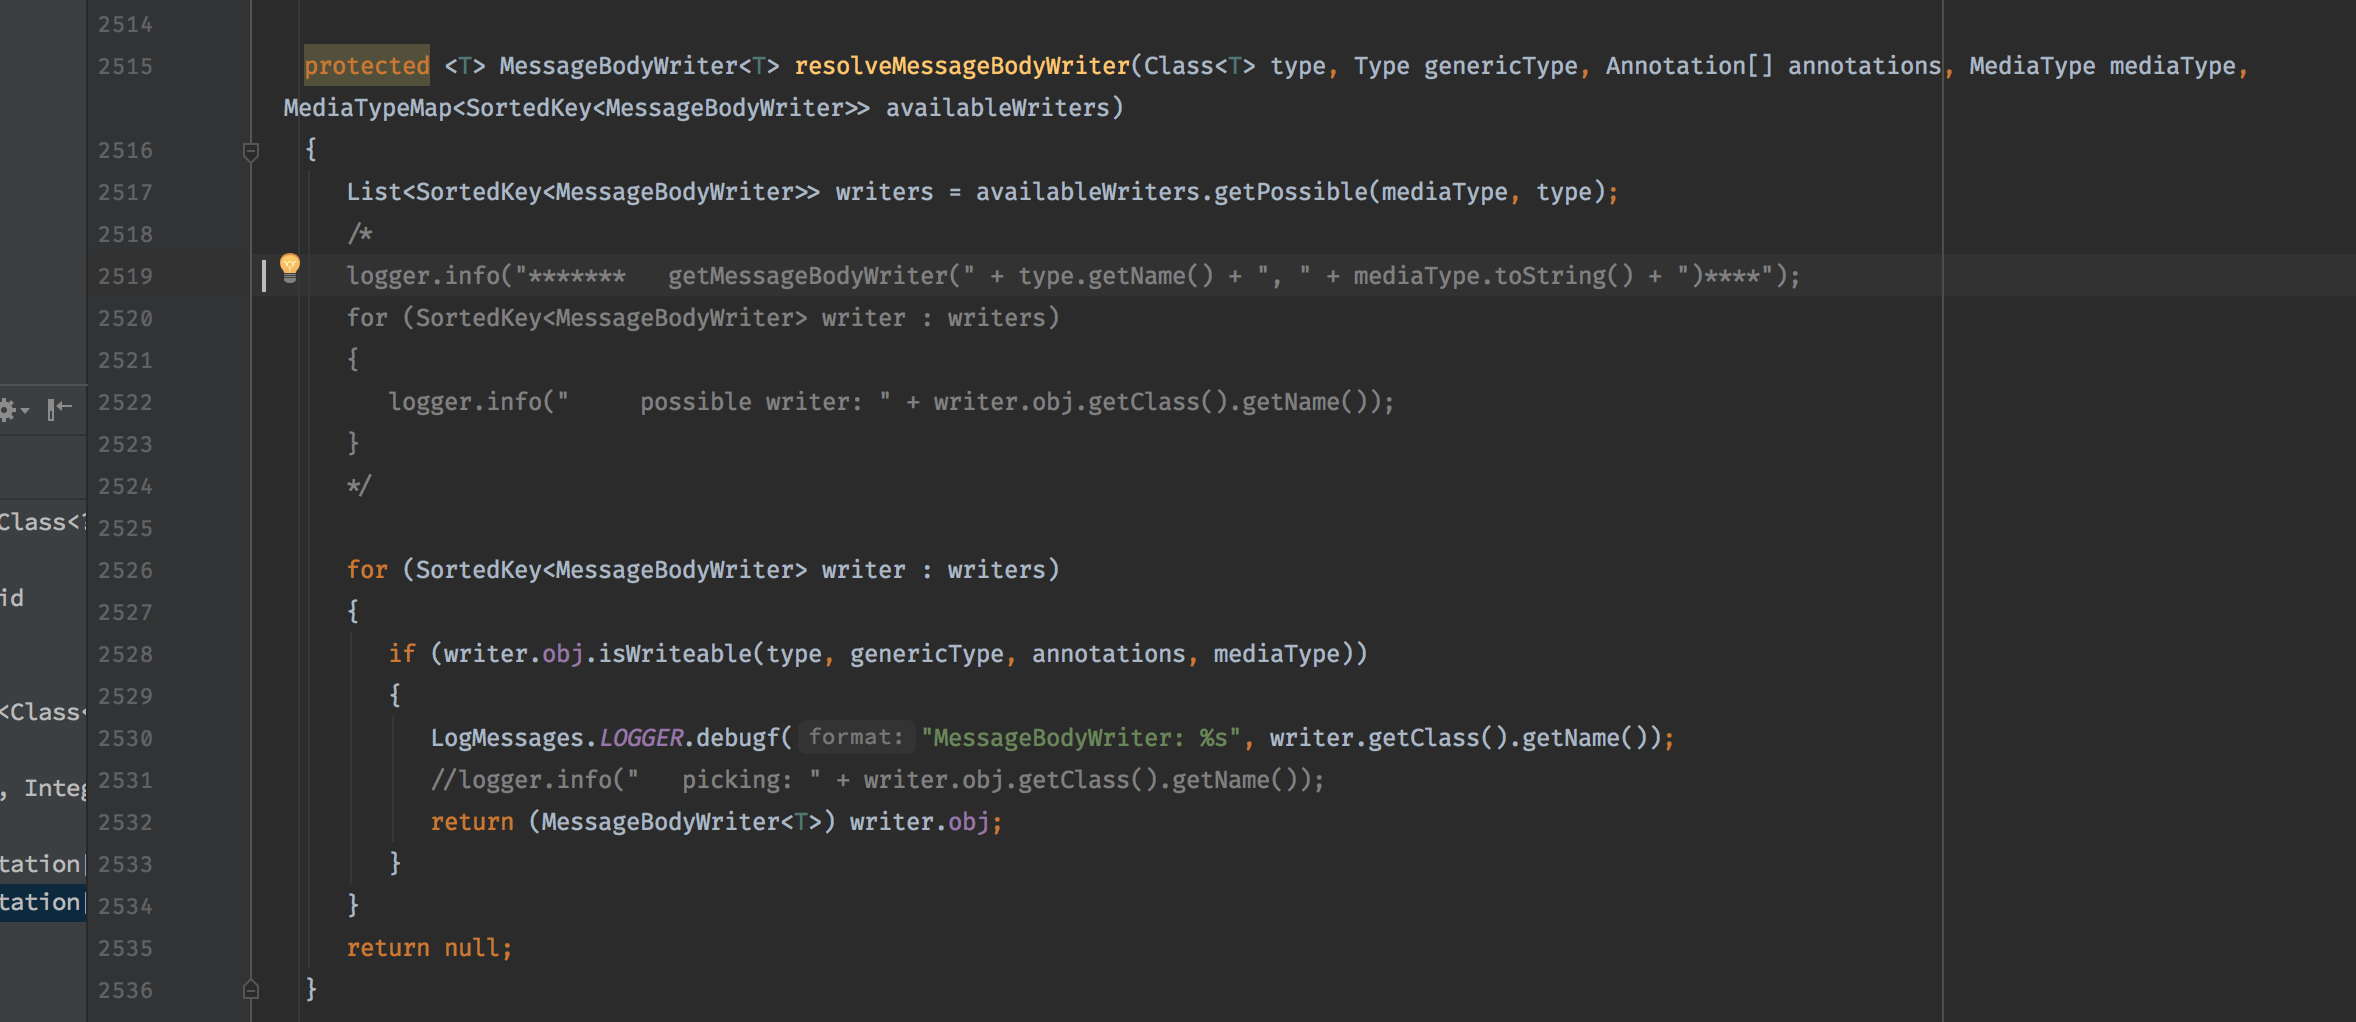 2514
2515 protected <T> MessageBodyWriter<T> resolveMessageBodyWriter(Class<T> type, Type genericType, Annotation[] annotations, MediaType mediaType,
MediaTypeMap<SortedKey<MessageBodyWriter>> availableWriters)
2516 {
2517 List<SortedKey<MessageBodyWriter>> writers = availableWriters.getPossible(mediaType, type);
2518 /*
2519 logger.info("*******   getMessageBodyWriter(" + type.getName() + ", " + mediaType.toString() + ")****");
2520 for (SortedKey<MessageBodyWriter> writer : writers)
2521 {
2522 logger.info("     possible writer: " + writer.obj.getClass().getName());
2523 }
2524 */
Class<?
2525
2526 for (SortedKey<MessageBodyWriter> writer : writers)
id
2527 {
2528 if (writer.obj.isWriteable(type, genericType, annotations, mediaType))
2529 {
<Class<
2530 LogMessages.LOGGER.debugf( format: "MessageBodyWriter: %s", writer.getClass().getName());
2531 //logger.info("   picking: " + writer.obj.getClass().getName());
, Integ
2532 return (MessageBodyWriter<T>) writer.obj;
2533 }
tation[
2534 }
tation[
2535 return null;
2536 }